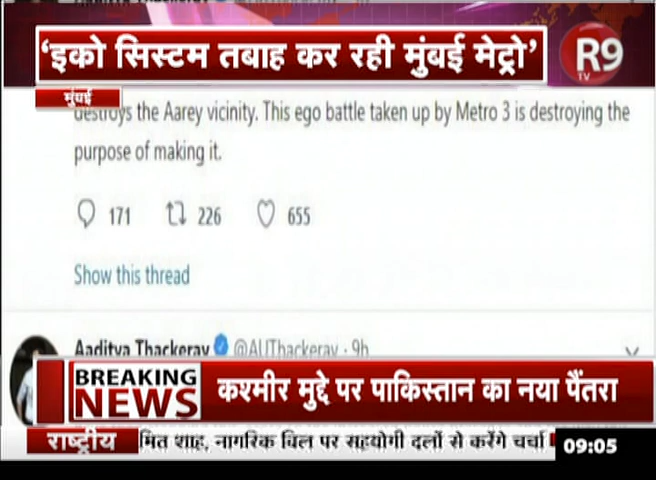 ‘इको सिस्टम तबाह कर रही मुंबई मेट्रो’
R9
TV
मुंबई
destroys the Aarey vicinity. This ego battle taken up by Metro 3 is destroying the
purpose of making it.
171 226 655
Show this thread
Aaditya Thackeray @AUThackeray · 9h
BREAKING
NEWS
कश्मीर मुद्दे पर पाकिस्तान का नया पैंतरा
राष्ट्रीय
मित शाह, नागरिक बिल पर सहयोगी दलों से करेंगे चर्चा
09:05